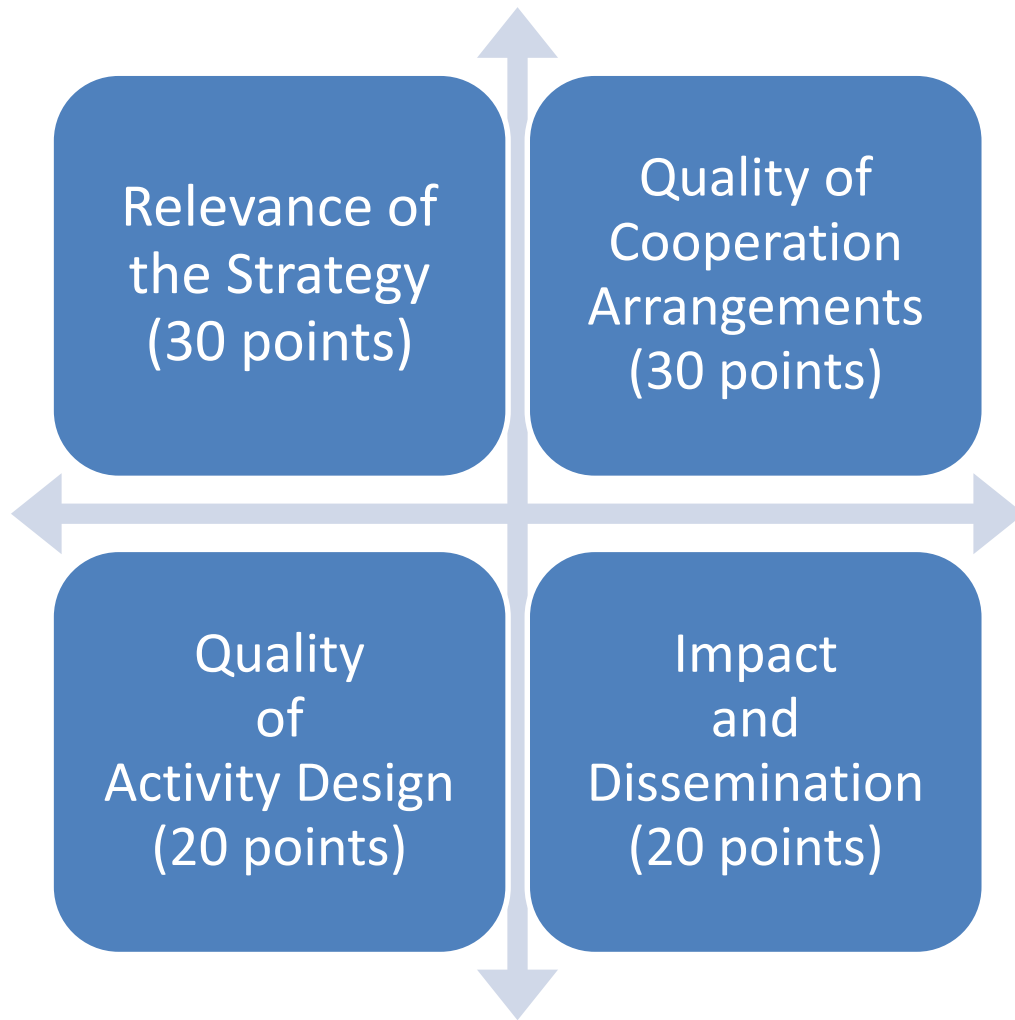 Relevance of
the Strategy
(30 points)
Quality of
Cooperation
Arrangements
(30 points)
Quality
of
Activity Design
(20 points)
Impact
and
Dissemination
(20 points)